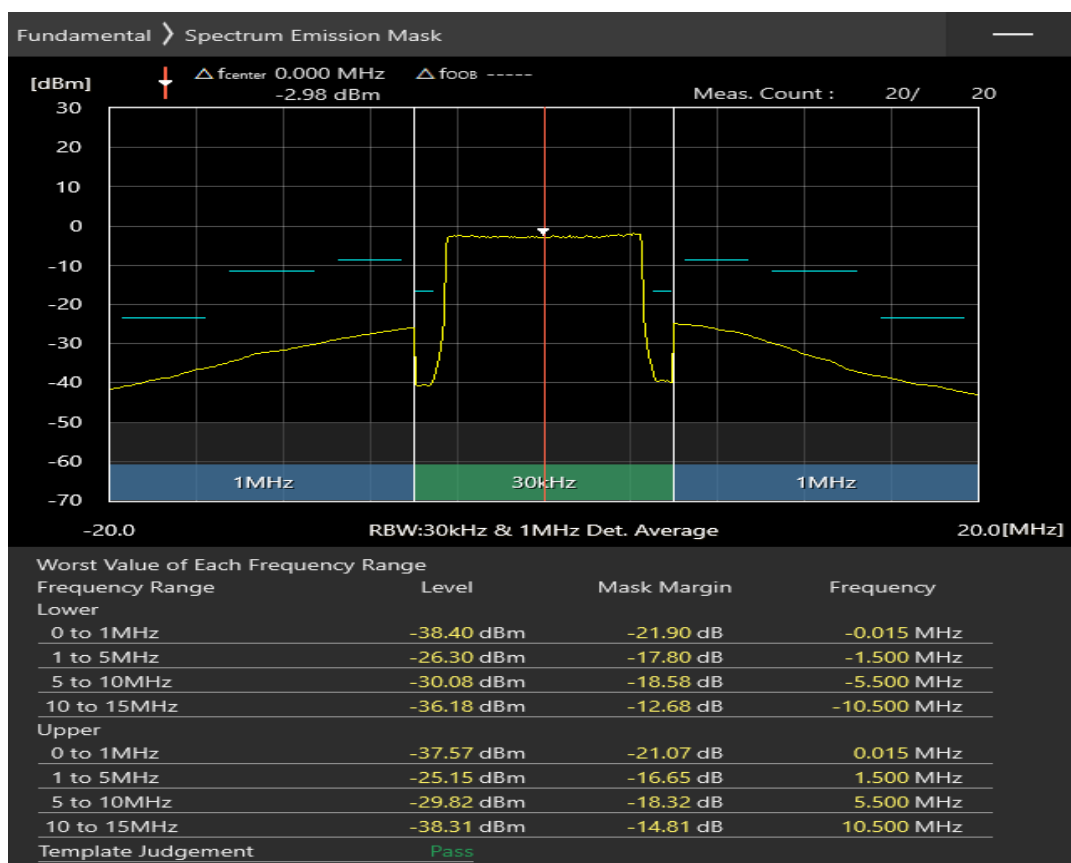 Fundamental ❯ Spectrum Emission Mask
△ fcenter 0.000 MHz △ fOOB -----
[dBm]
-2.98 dBm Meas. Count : 20/ 20
30
20
10
0
-10
-20
-30
-40
-50
-60
1MHz 30kHz 1MHz
-70
-20.0 RBW:30kHz & 1MHz Det. Average 20.0[MHz]
Worst Value of Each Frequency Range
Frequency Range Level Mask Margin Frequency
Lower
0 to 1MHz -38.40 dBm -21.90 dB -0.015 MHz
1 to 5MHz -26.30 dBm -17.80 dB -1.500 MHz
5 to 10MHz -30.08 dBm -18.58 dB -5.500 MHz
10 to 15MHz -36.18 dBm -12.68 dB -10.500 MHz
Upper
0 to 1MHz -37.57 dBm -21.07 dB 0.015 MHz
1 to 5MHz -25.15 dBm -16.65 dB 1.500 MHz
5 to 10MHz -29.82 dBm -18.32 dB 5.500 MHz
10 to 15MHz -38.31 dBm -14.81 dB 10.500 MHz
Template Judgement Pass